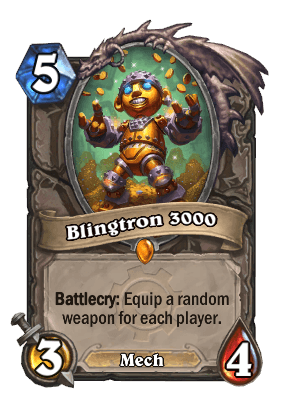 5
Blingtron 3000
Battlecry: Equip a random
weapon for each player.
3
Mech
4